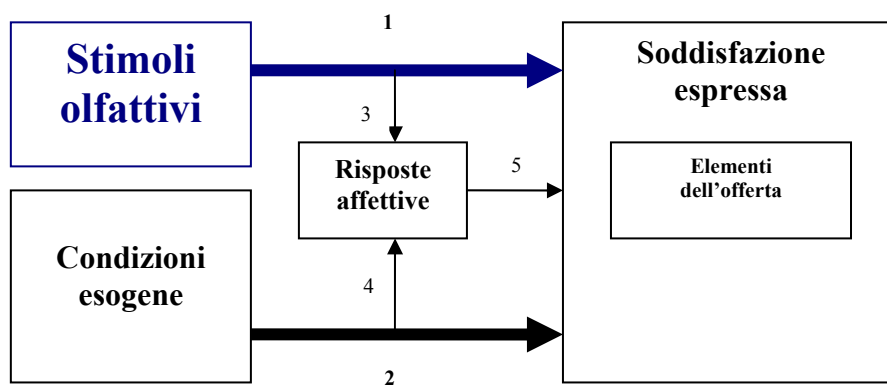 1
Stimoli
olfattivi
Soddisfazione
espressa
3
Risposte
affettive
5
Elementi
dell’offerta
Condizioni
esogene
4
2